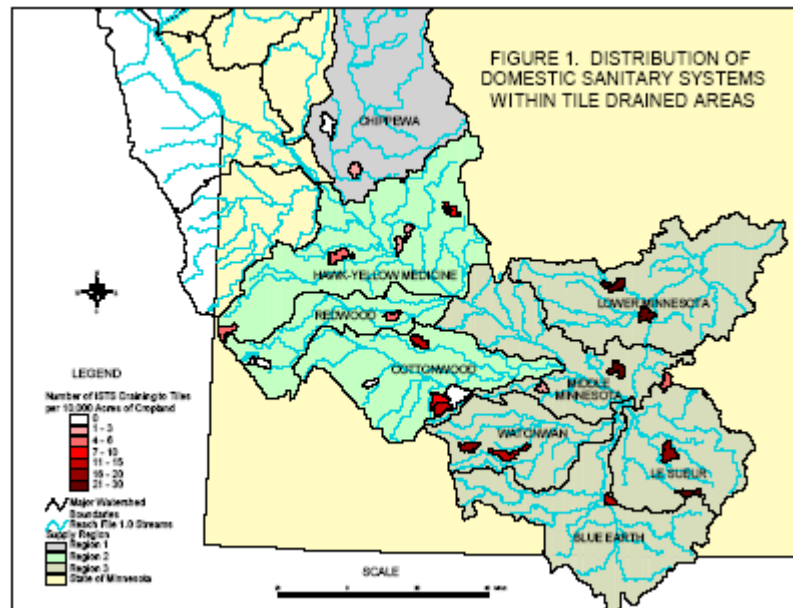 FIGURE 1. DISTRIBUTION OF
DOMESTIC SANITARY SYSTEMS
WITHIN TILE DRAINED AREAS
CHIPPEWA
HAWK-YELLOW MEDICINE
LOWER MINNESOTA
REDWOOD
COTTONWOOD
MIDDLE
MINNESOTA
WATONWAN
LE SUEUR
BLUE EARTH
LEGEND
Number of ISTS Draining to Tiles
per 10,000 Acres of Cropland
0
1 - 3
4 - 6
7 - 10
11 - 15
16 - 20
21 - 30
Major Watershed
Boundaries
Reach File 1.0 Streams
Supply Region
Region 1
Region 2
Region 3
State of Minnesota
SCALE